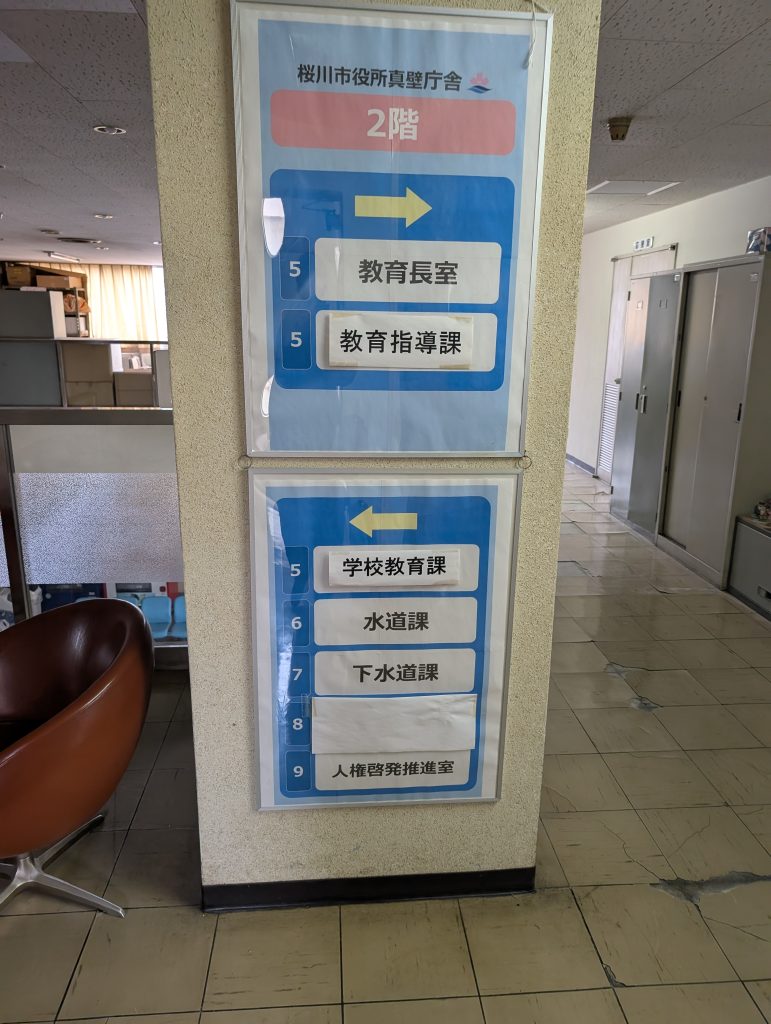 桜川市役所真壁庁舎
2階
5 教育長室
5 教育指導課
5 学校教育課
6 水道課
7 下水道課
8
9 人権啓発推進室